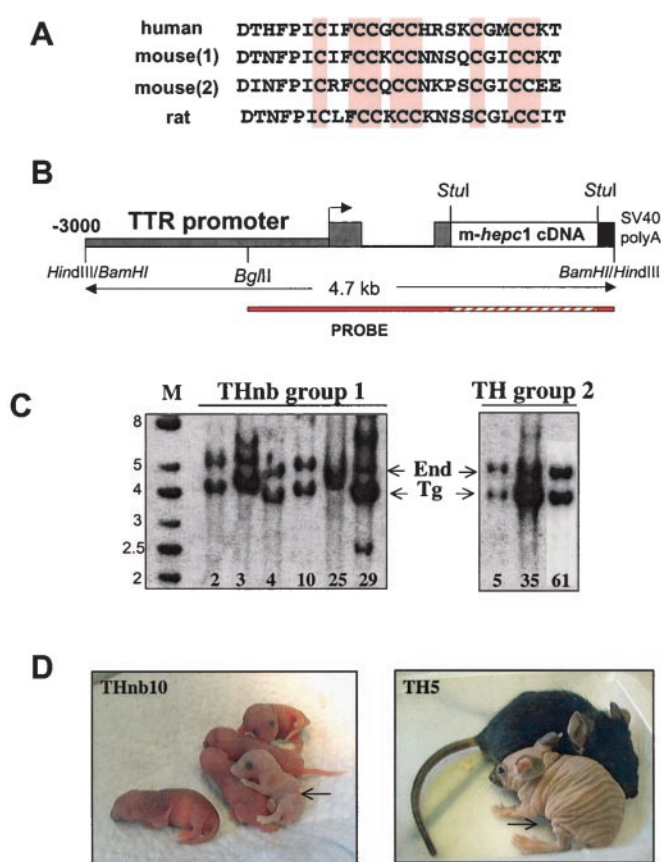 A
human DTHFPICIFCCGCCHRSKCGMCCKT
mouse(1) DTNFPICIFCCKCCNNSQCGICCKT
mouse(2) DINFPICRFCCQCCNKPSCGICCEE
rat DTNFPICLFCCKCCKNSSCGLCCIT
B
StuI StuI
-3000 TTR promoter m-hepc1 cDNA SV40
polyA
HindIII/BamHI BglII BamHI/HindIII
4.7 kb
PROBE
C
M THnb group 1 TH group 2
8
5 End
4 Tg
3
2.5
2 2 3 4 10 25 29 5 35 61
D
THnb10 TH5